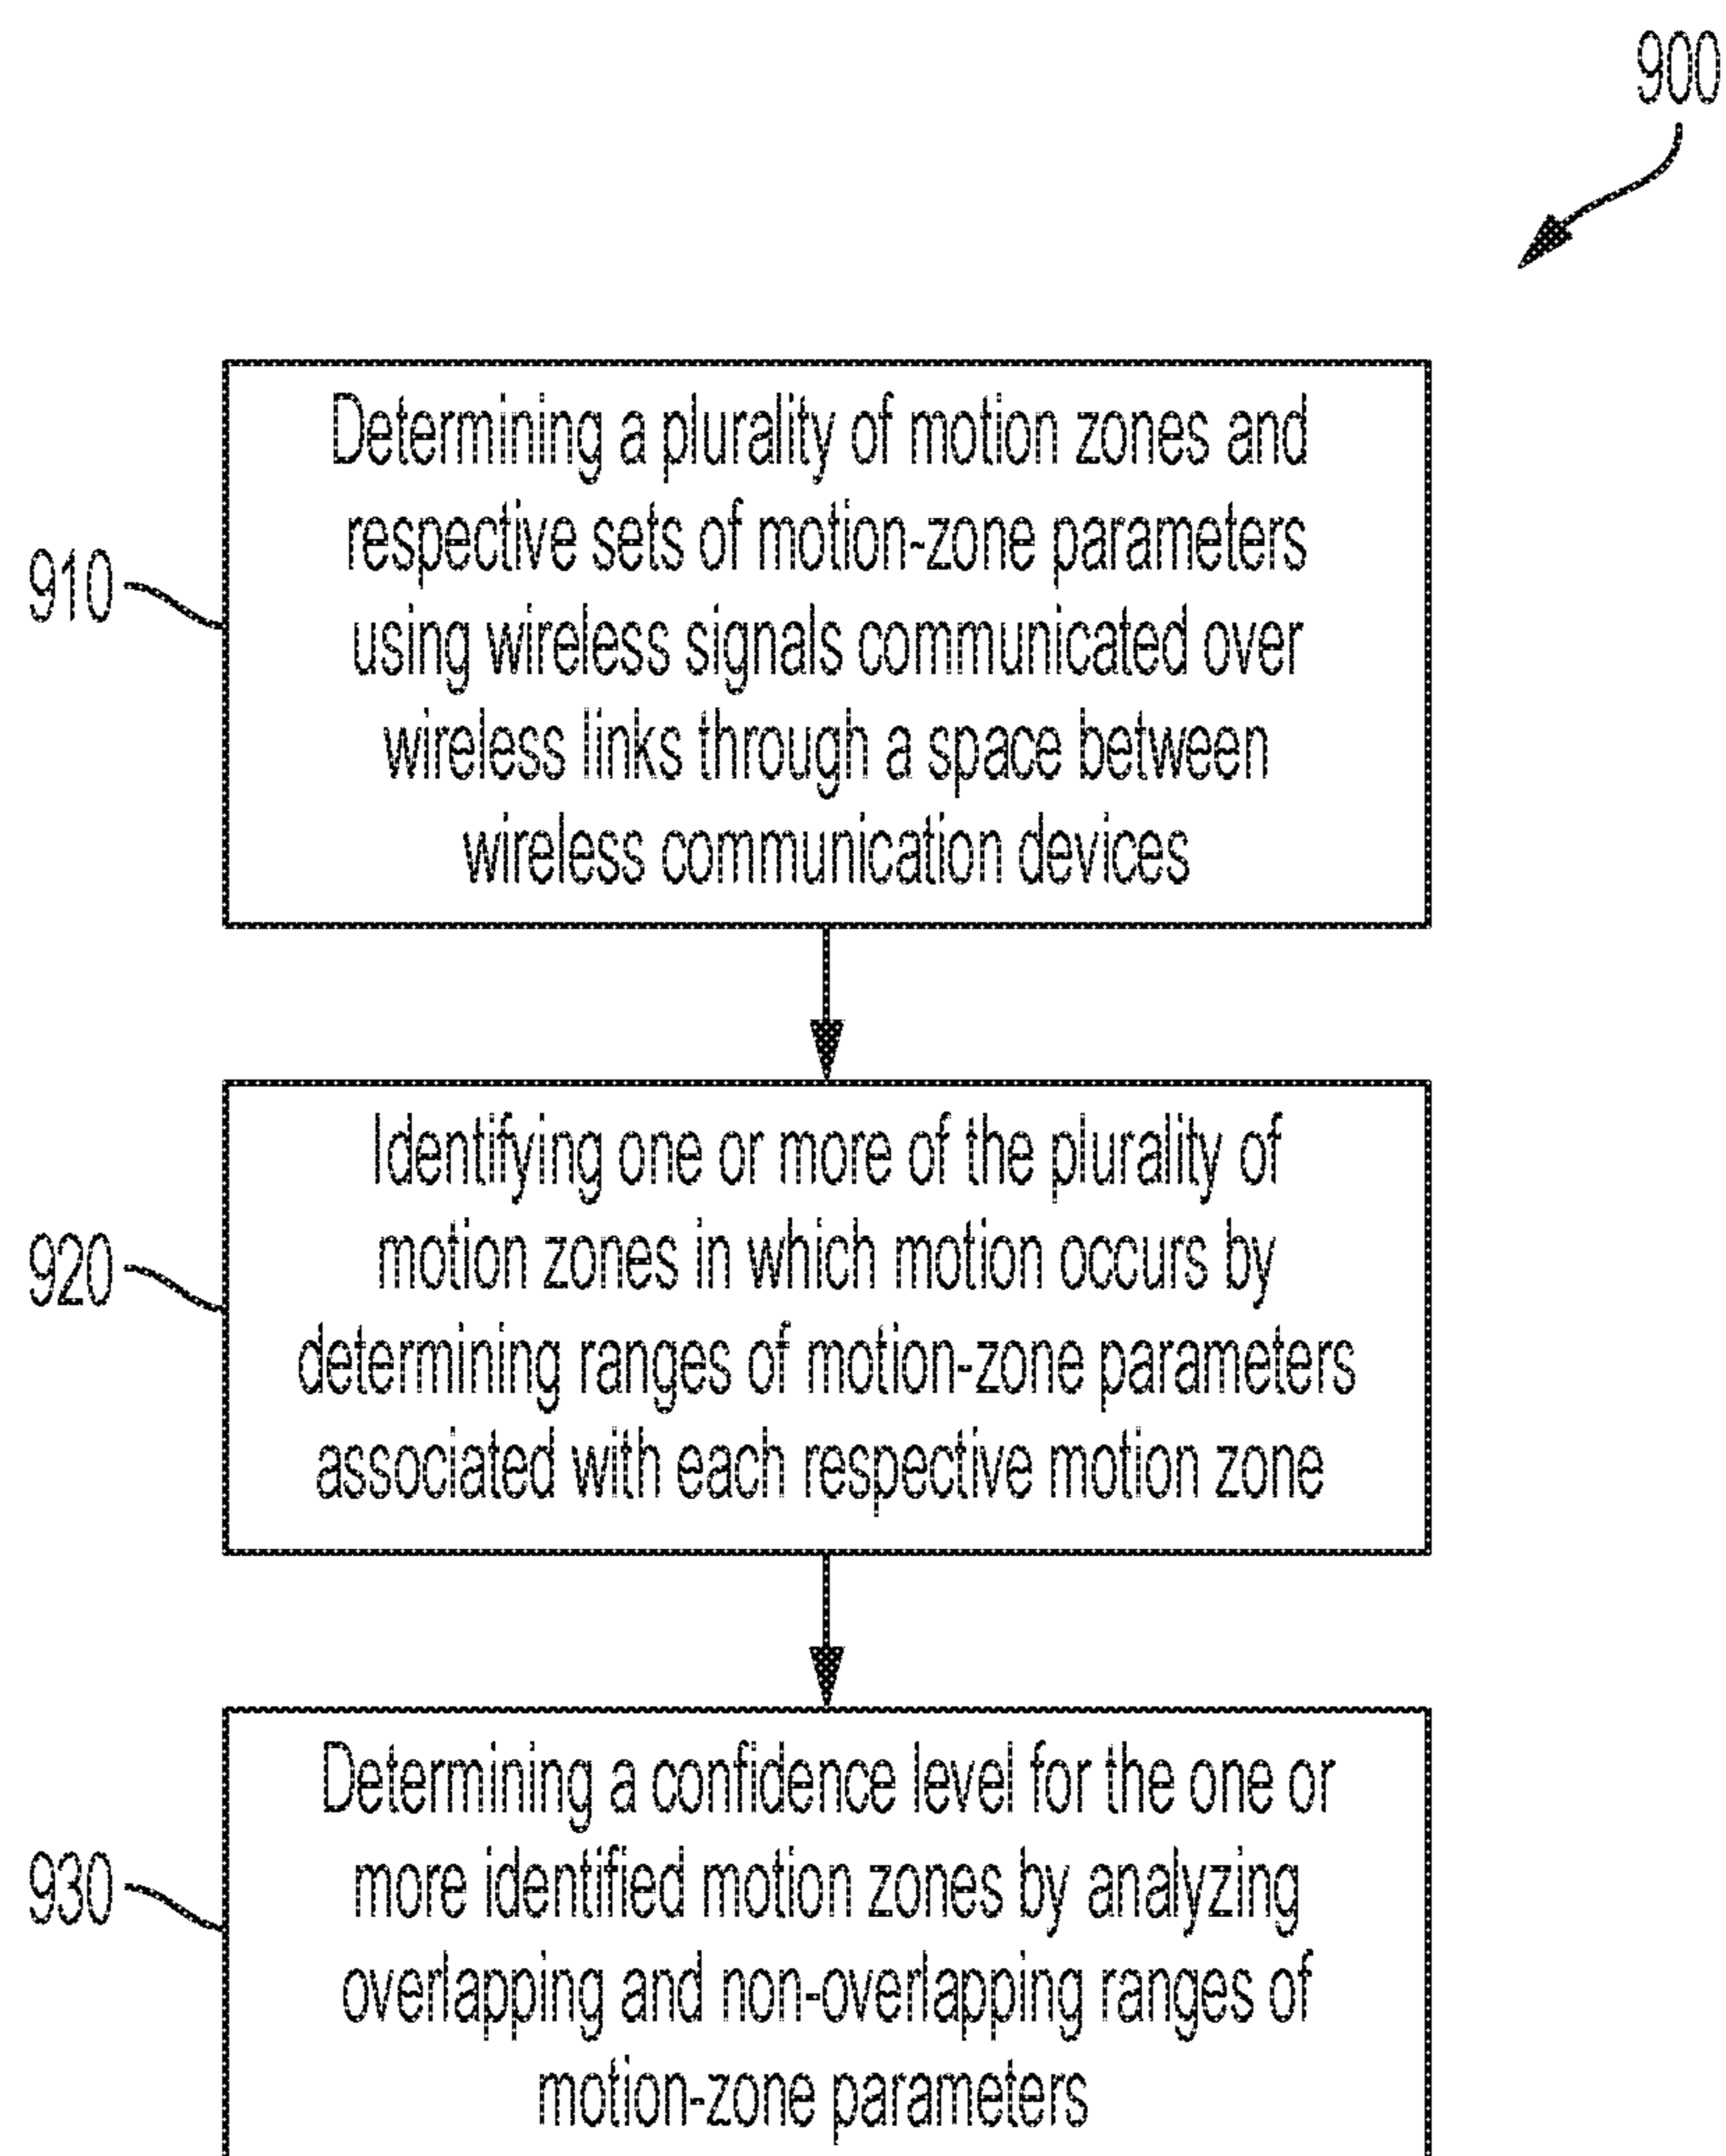 900
910
Determining a plurality of motion zones and
respective sets of motion-zone parameters
using wireless signals communicated over
wireless links through a space between
wireless communication devices
920
Identifying one or more of the plurality of
motion zones in which motion occurs by
determining ranges of motion-zone parameters
associated with each respective motion zone
930
Determining a confidence level for the one or
more identified motion zones by analyzing
overlapping and non-overlapping ranges of
motion-zone parameters